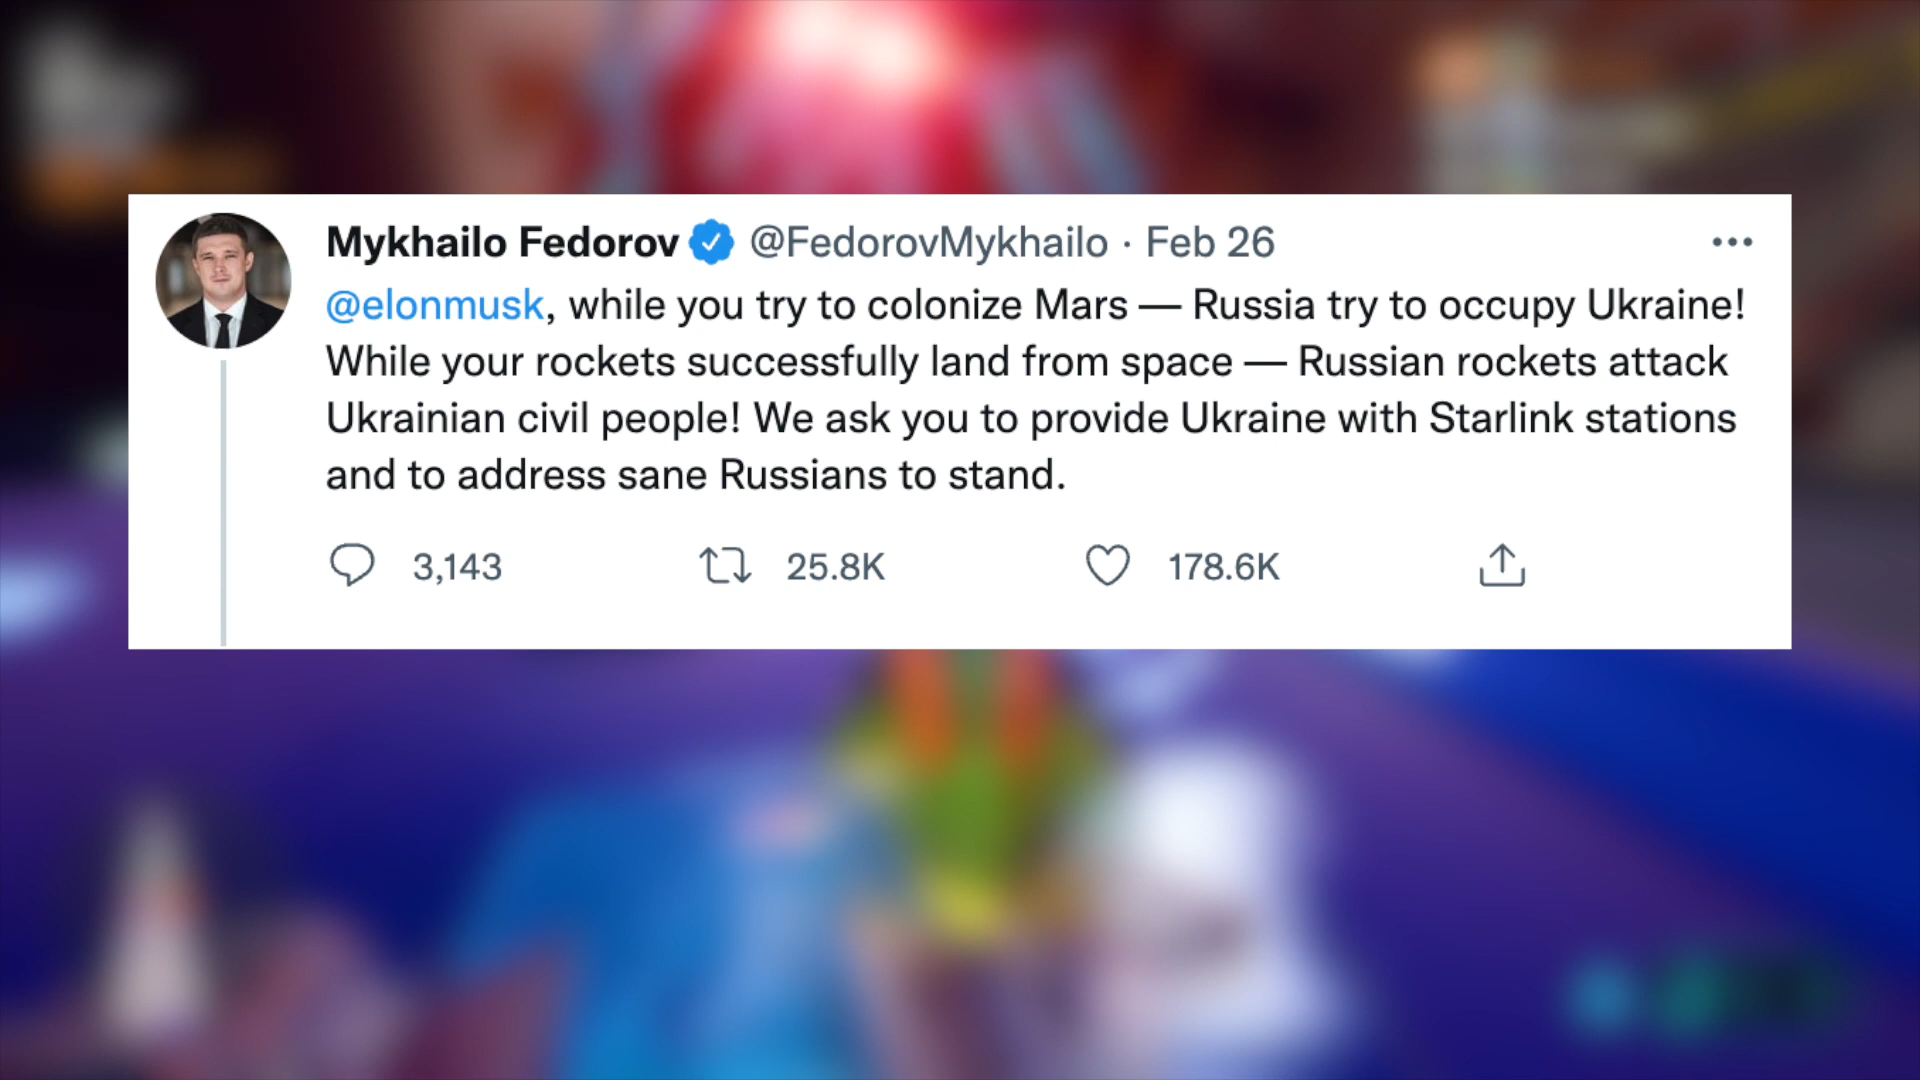 Mykhailo Fedorov @FedorovMykhailo · Feb 26
@elonmusk, while you try to colonize Mars — Russia try to occupy Ukraine!
While your rockets successfully land from space — Russian rockets attack
Ukrainian civil people! We ask you to provide Ukraine with Starlink stations
and to address sane Russians to stand.
3,143 25.8K 178.6K